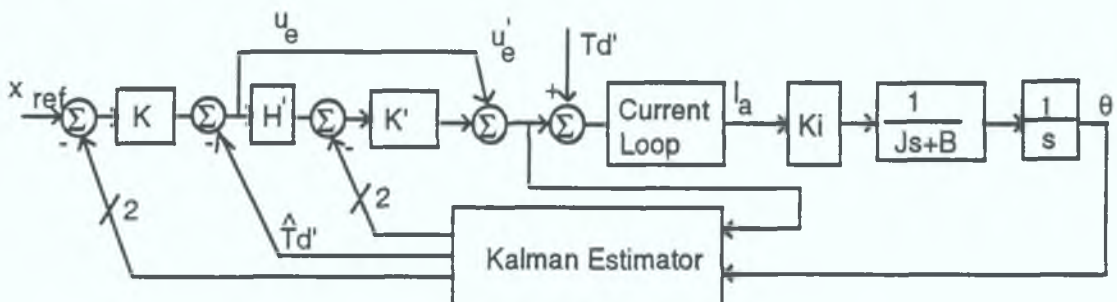 u_e
u_e'
Td'
x_ref
Σ
K
Σ
H'
Σ
K'
Σ
+
Σ
Current
Loop
I_a
Ki
1
Js+B
1
s
θ
-
-
-
2
2
T̂d'
Kalman Estimator